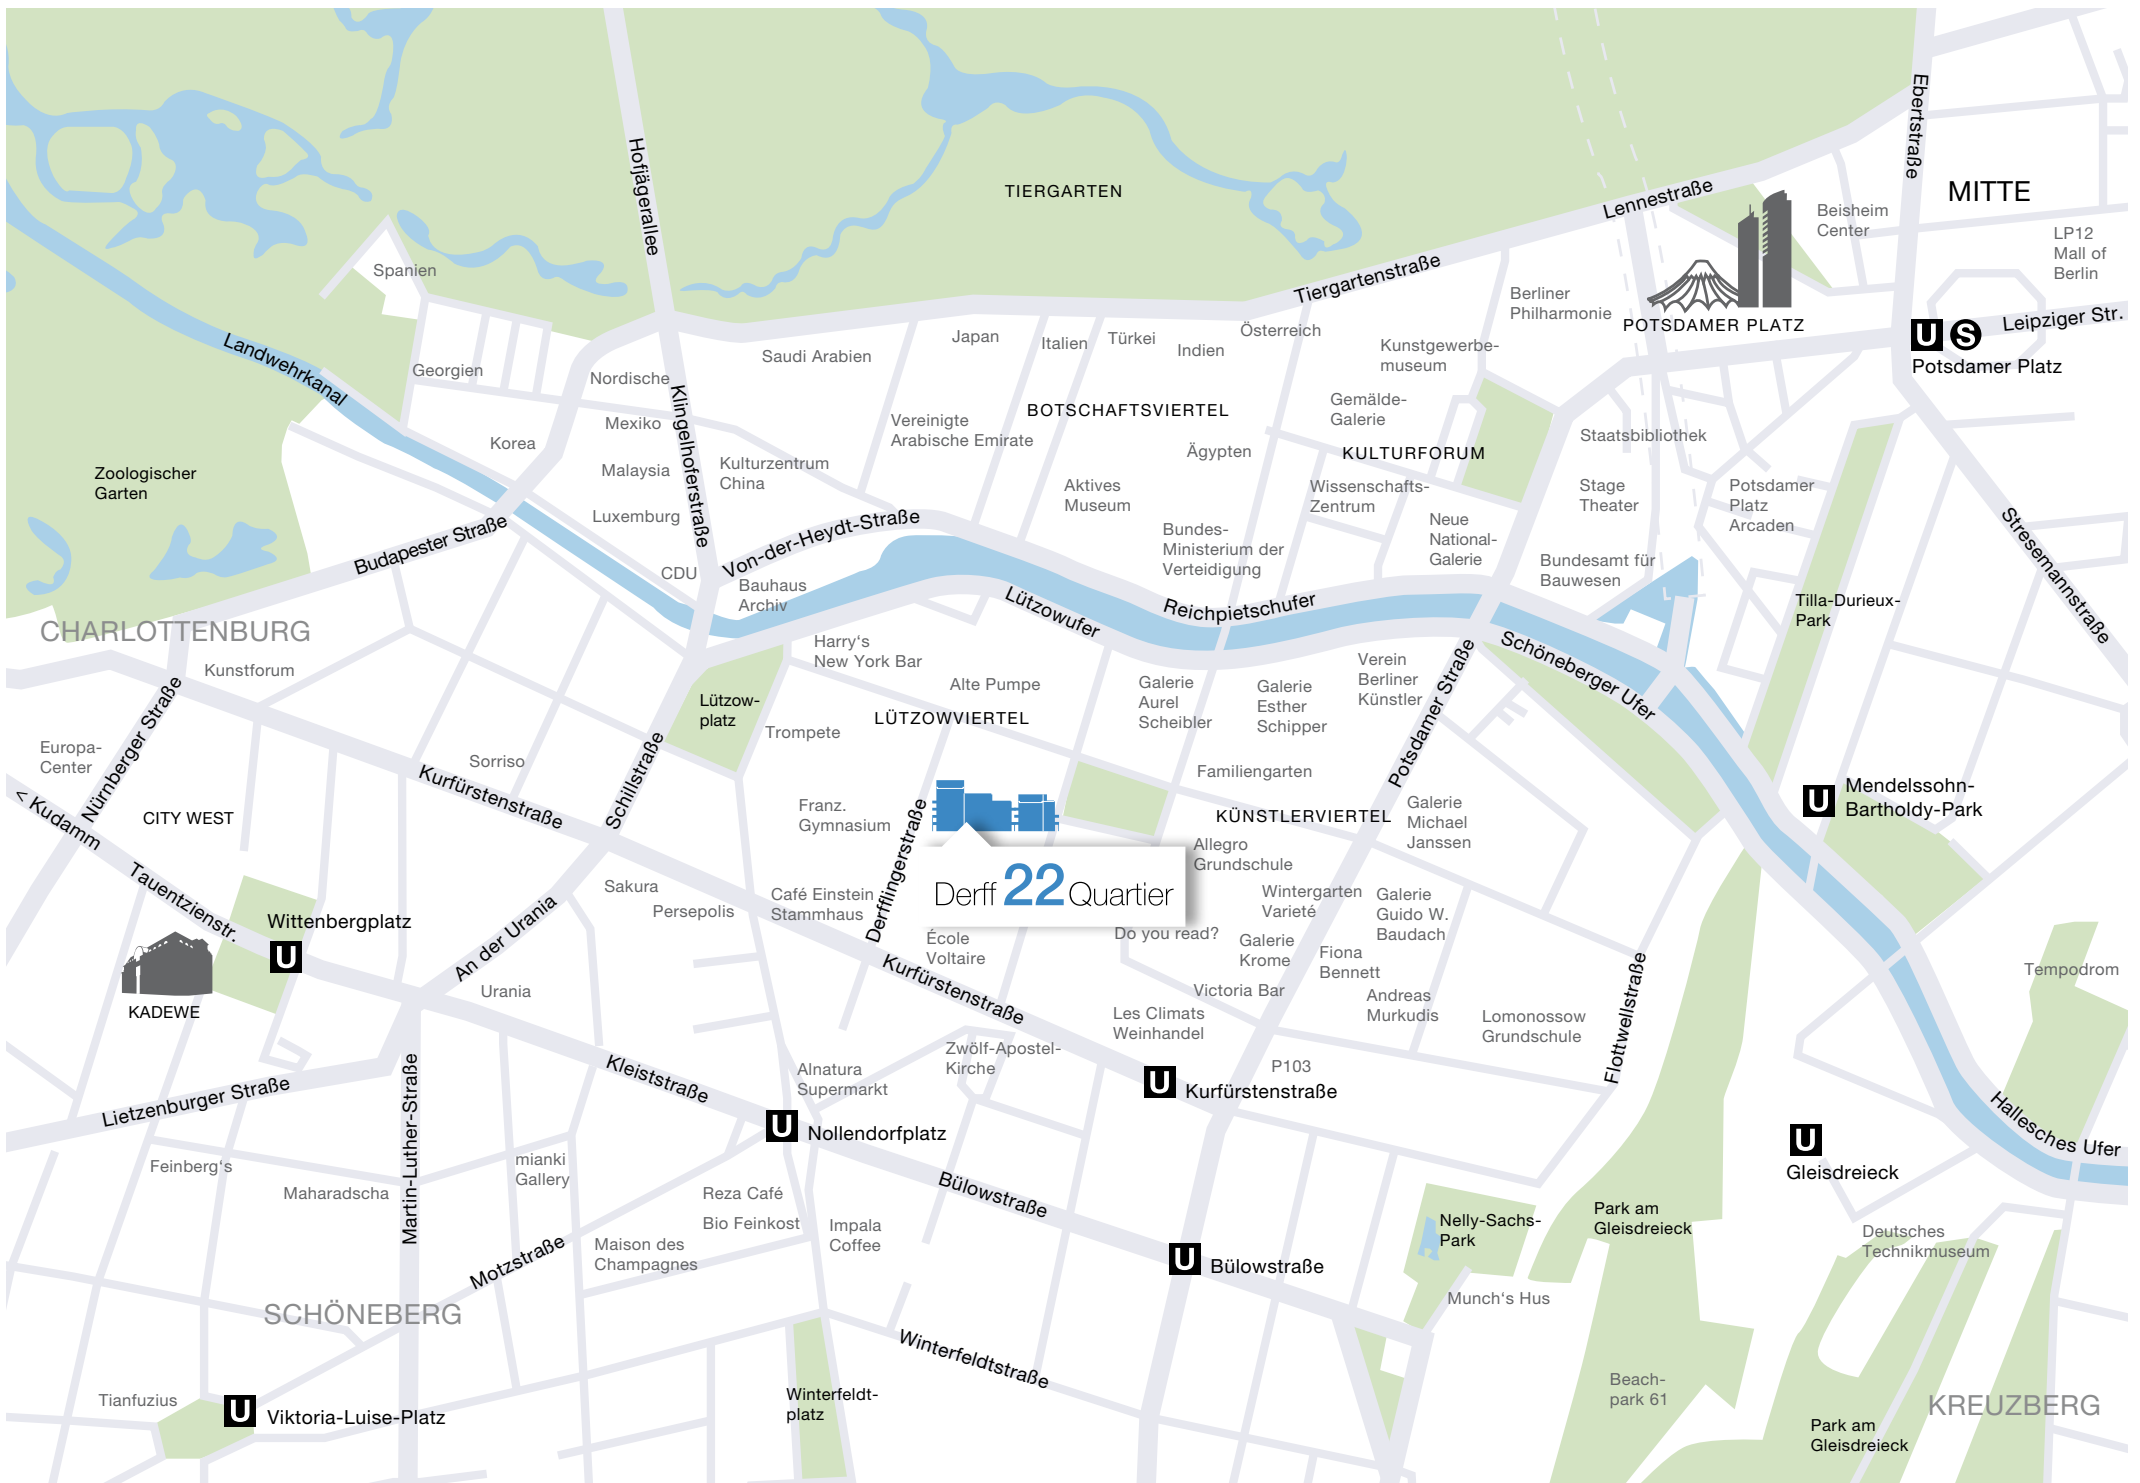 TIERGARTEN
Hofjägerallee
Ebertstraße
Lennestraße
MITTE
Beisheim
Center
LP12
Mall of
Berlin
Spanien
Tiergartenstraße
Berliner
Philharmonie
POTSDAMER PLATZ
U S
Leipziger Str.
Potsdamer Platz
Landwehrkanal
Georgien
Nordische
Saudi Arabien
Japan
Italien
Türkei
Indien
Österreich
Kunstgewerbe-
museum
Klingelhoferstraße
Mexiko
Korea
Malaysia
Luxemburg
Kulturzentrum
China
Vereinigte
Arabische Emirate
BOTSCHAFTSVIERTEL
Ägypten
Gemälde-
Galerie
KULTURFORUM
Staatsbibliothek
Aktives
Museum
Wissenschafts-
Zentrum
Neue
National-
Galerie
Stage
Theater
Potsdamer
Platz
Arcaden
Zoologischer
Garten
Budapester Straße
Von-der-Heydt-Straße
CDU
Bauhaus
Archiv
Bundes-
Ministerium der
Verteidigung
Bundesamt für
Bauwesen
Stresemannstraße
Lützowufer
Reichpietschufer
Tilla-Durieux-
Park
CHARLOTTENBURG
Kunstforum
Harry's
New York Bar
Alte Pumpe
Galerie
Aurel
Scheibler
Galerie
Esther
Schipper
Verein
Berliner
Künstler
Potsdamer Straße
Schöneberger Ufer
Nürnberger Straße
Lützow-
platz
LÜTZOWVIERTEL
Trompete
Europa-
Center
< Kudamm
CITY WEST
Sorriso
Kurfürstenstraße
Schillstraße
Familiengarten
U
Mendelssohn-
Bartholdy-Park
Franz.
Gymnasium
Derfflingerstraße
KÜNSTLERVIERTEL
Galerie
Michael
Janssen
Allegro
Grundschule
Derff 22 Quartier
Tauentzienstr.
Wittenbergplatz
U
KADEWE
An der Urania
Urania
Sakura
Persepolis
Café Einstein
Stammhaus
École
Voltaire
Do you read?
Wintergarten
Varieté
Galerie
Guido W.
Baudach
Galerie
Krome
Fiona
Bennett
Victoria Bar
Andreas
Murkudis
Kurfürstenstraße
Les Climats
Weinhandel
Lomonossow
Grundschule
Flottwellstraße
Tempodrom
Zwölf-Apostel-
Kirche
P103
U
Kurfürstenstraße
Lietzenburger Straße
Martin-Luther-Straße
Kleiststraße
Alnatura
Supermarkt
U
Nollendorfplatz
Hallesches Ufer
U
Gleisdreieck
Feinberg's
Maharadscha
mianki
Gallery
Reza Café
Bio Feinkost
Impala
Coffee
Bülowstraße
Maison des
Champagnes
Motzstraße
U
Bülowstraße
Nelly-Sachs-
Park
Park am
Gleisdreieck
Deutsches
Technikmuseum
Munch's Hus
SCHÖNEBERG
Winterfeldtstraße
Tianfuzius
U
Viktoria-Luise-Platz
Winterfeldt-
platz
Beach-
park 61
KREUZBERG
Park am
Gleisdreieck